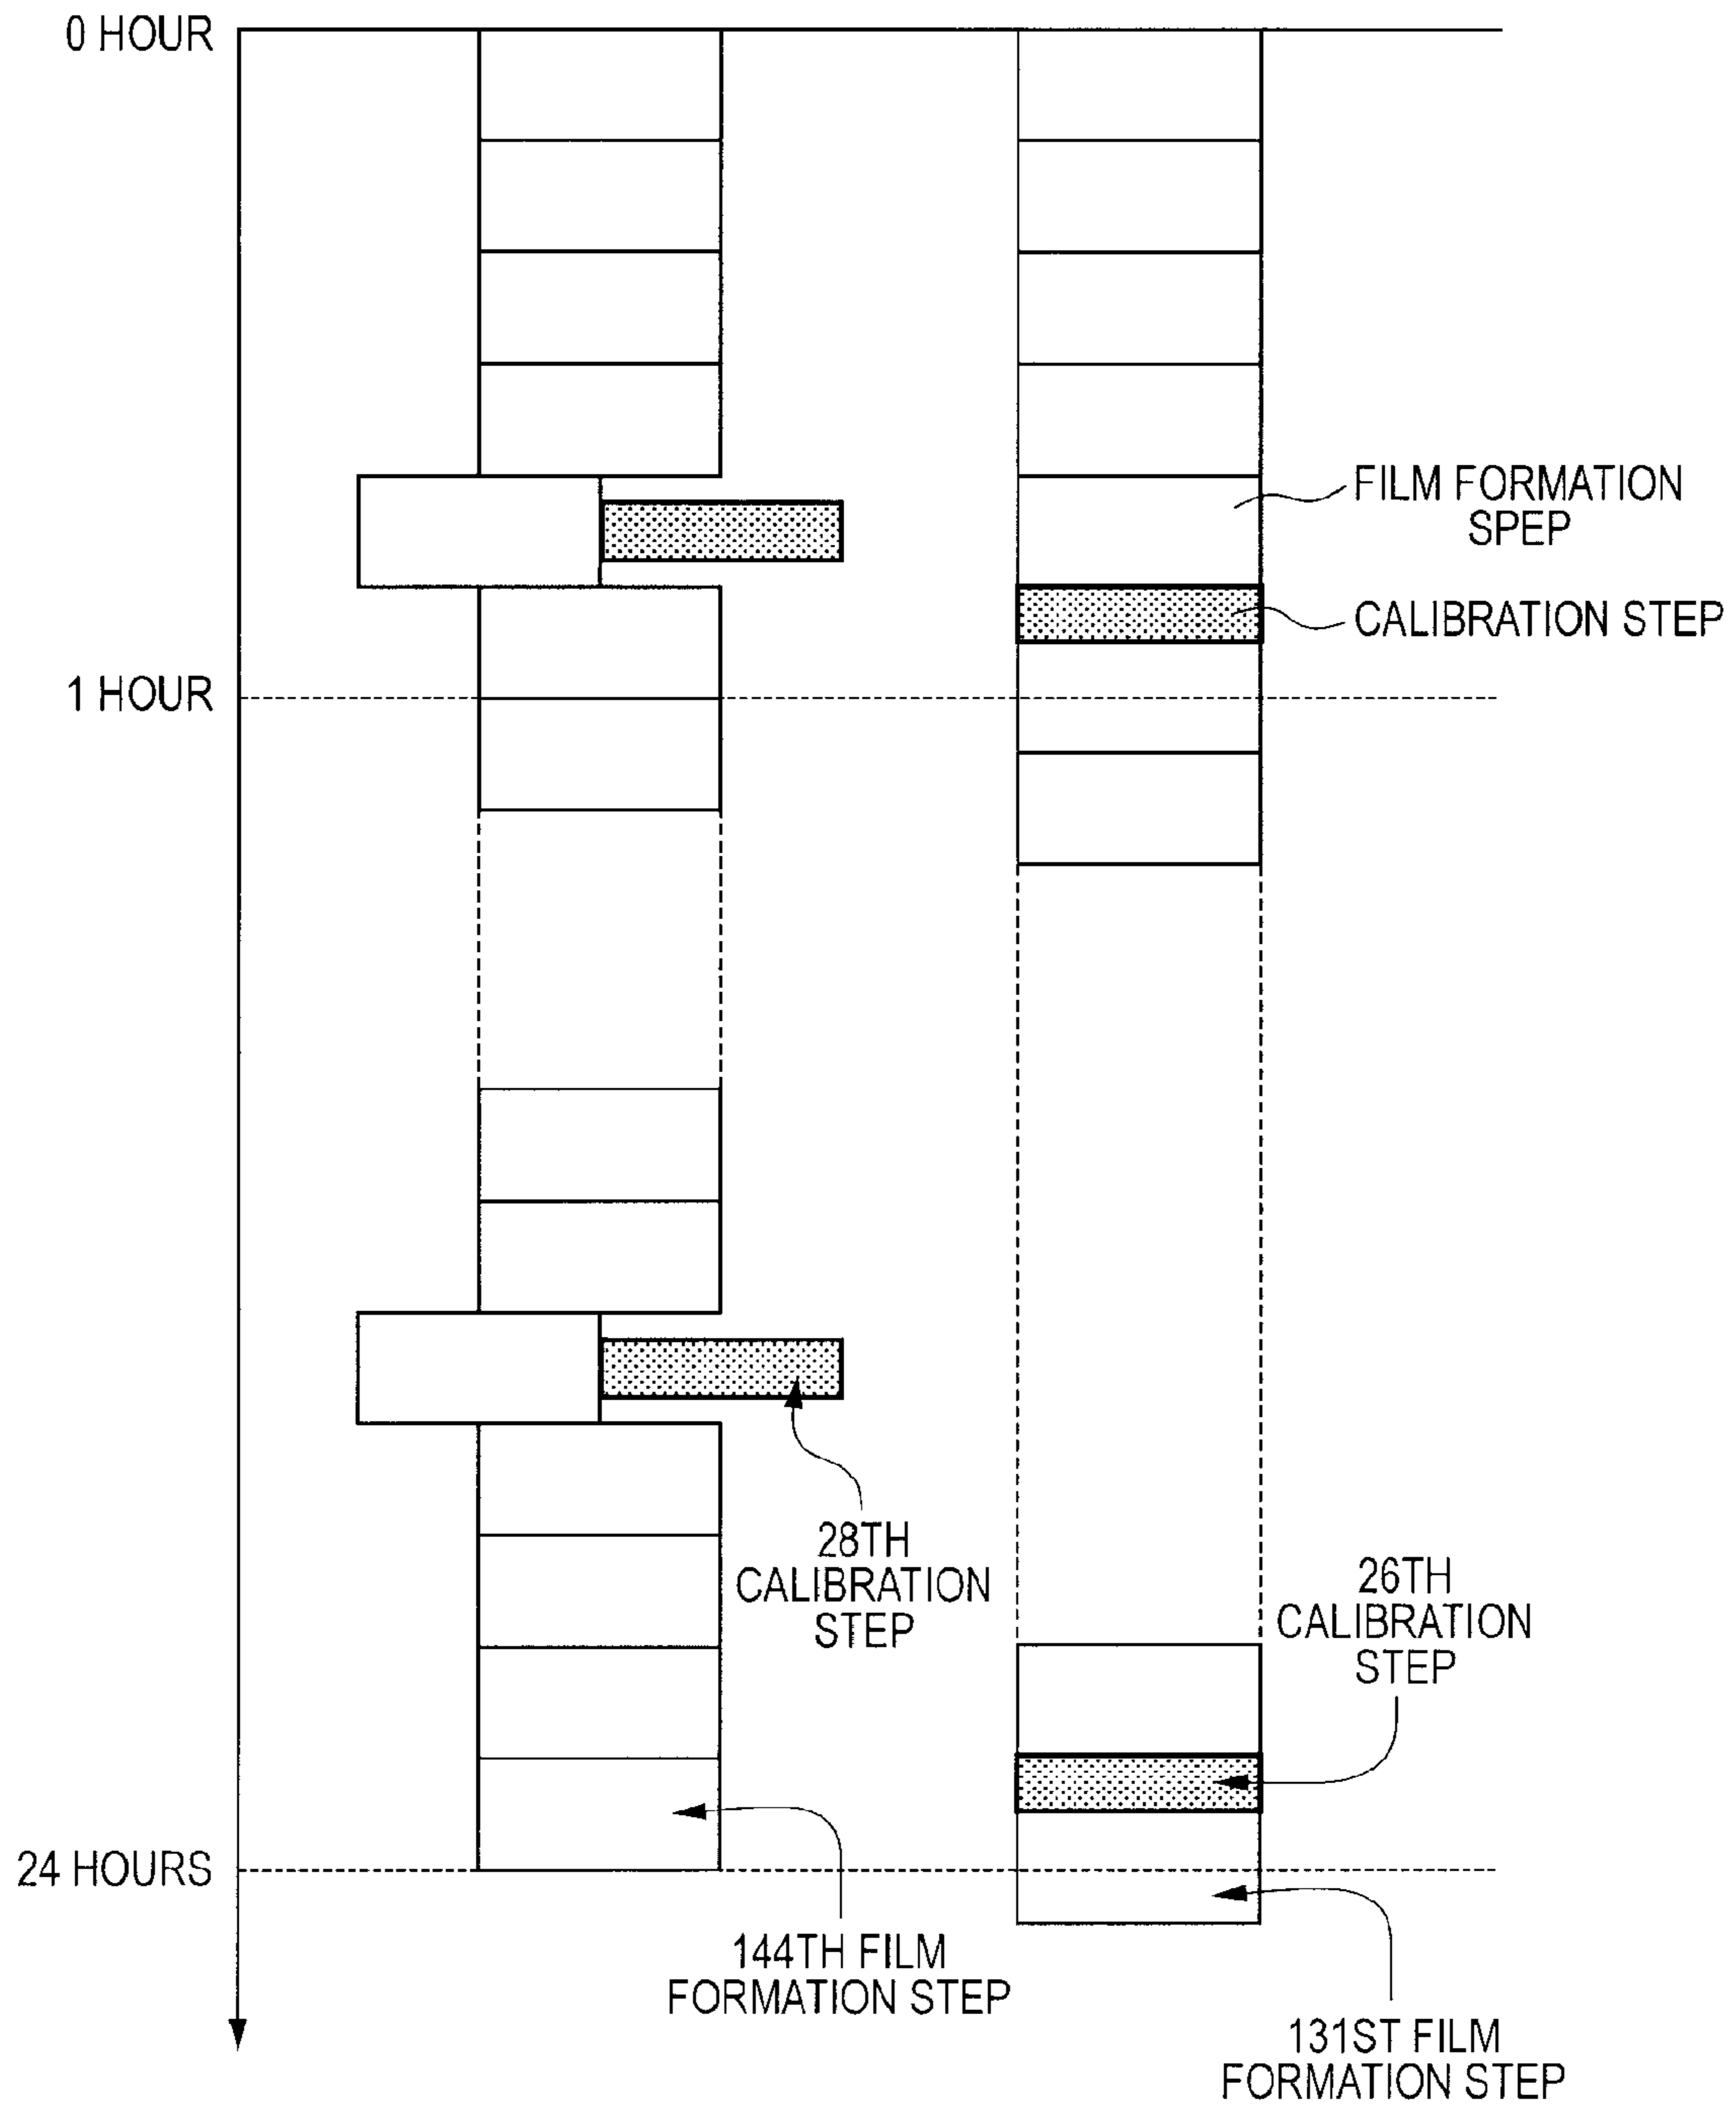 0 HOUR
FILM FORMATION
SPEP
CALIBRATION STEP
1 HOUR
28TH
CALIBRATION
STEP
26TH
CALIBRATION
STEP
24 HOURS
144TH FILM
FORMATION STEP
131ST FILM
FORMATION STEP